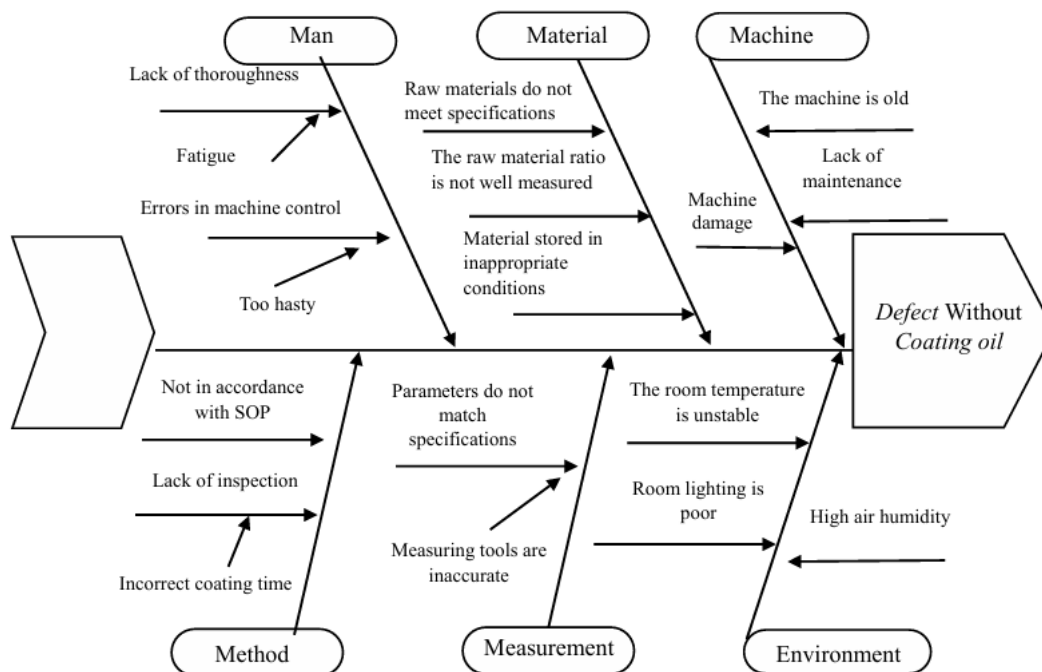 Man
Material
Machine
Lack of thoroughness
Fatigue
Errors in machine control
Too hasty
Raw materials do not
meet specifications
The raw material ratio
is not well measured
Material stored in
inappropriate
conditions
The machine is old
Lack of
maintenance
Machine
damage
Defect Without
Coating oil
Not in accordance
with SOP
Lack of inspection
Incorrect coating time
Parameters do not
match
specifications
Measuring tools are
inaccurate
The room temperature
is unstable
Room lighting is
poor
High air humidity
Method
Measurement
Environment